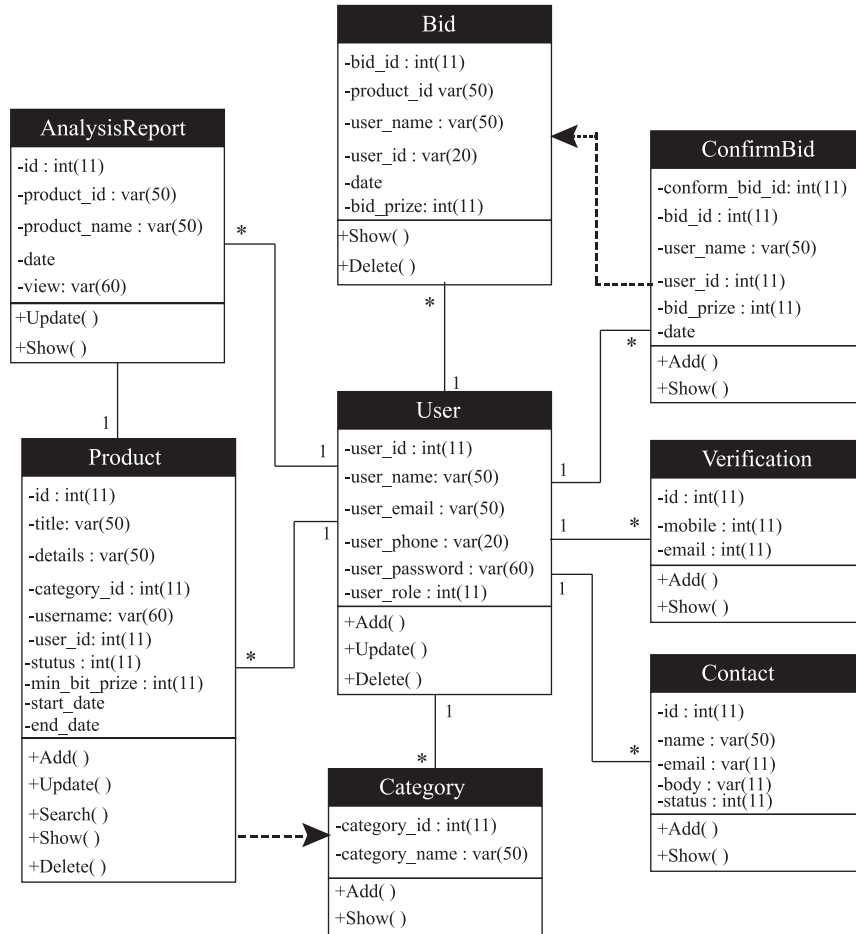 Bid
-bid_id : int(11)
-product_id var(50)
-user_name : var(50)
-user_id : var(20)
-date
-bid_prize: int(11)
+Show( )
+Delete( )
*
1
AnalysisReport
-id : int(11)
-product_id : var(50)
-product_name : var(50)
-date
-view: var(60)
+Update( )
+Show( )
*
1
1
ConfirmBid
-conform_bid_id: int(11)
-bid_id : int(11)
-user_name : var(50)
-user_id : int(11)
-bid_prize : int(11)
-date
+Add( )
+Show( )
*
1
User
-user_id : int(11)
-user_name: var(50)
-user_email : var(50)
-user_phone : var(20)
-user_password : var(60)
-user_role : int(11)
+Add( )
+Update( )
+Delete( )
Product
-id : int(11)
-title: var(50)
-details : var(50)
-category_id : int(11)
-username: var(60)
-user_id: int(11)
-stutus : int(11)
-min_bit_prize : int(11)
-start_date
-end_date
+Add( )
+Update( )
+Search( )
+Show( )
+Delete( )
1
*
Verification
-id : int(11)
-mobile : int(11)
-email : int(11)
+Add( )
+Show( )
1
*
Contact
-id : int(11)
-name : var(50)
-email : var(11)
-body : var(11)
-status : int(11)
+Add( )
+Show( )
1
*
1
*
Category
-category_id : int(11)
-category_name : var(50)
+Add( )
+Show( )